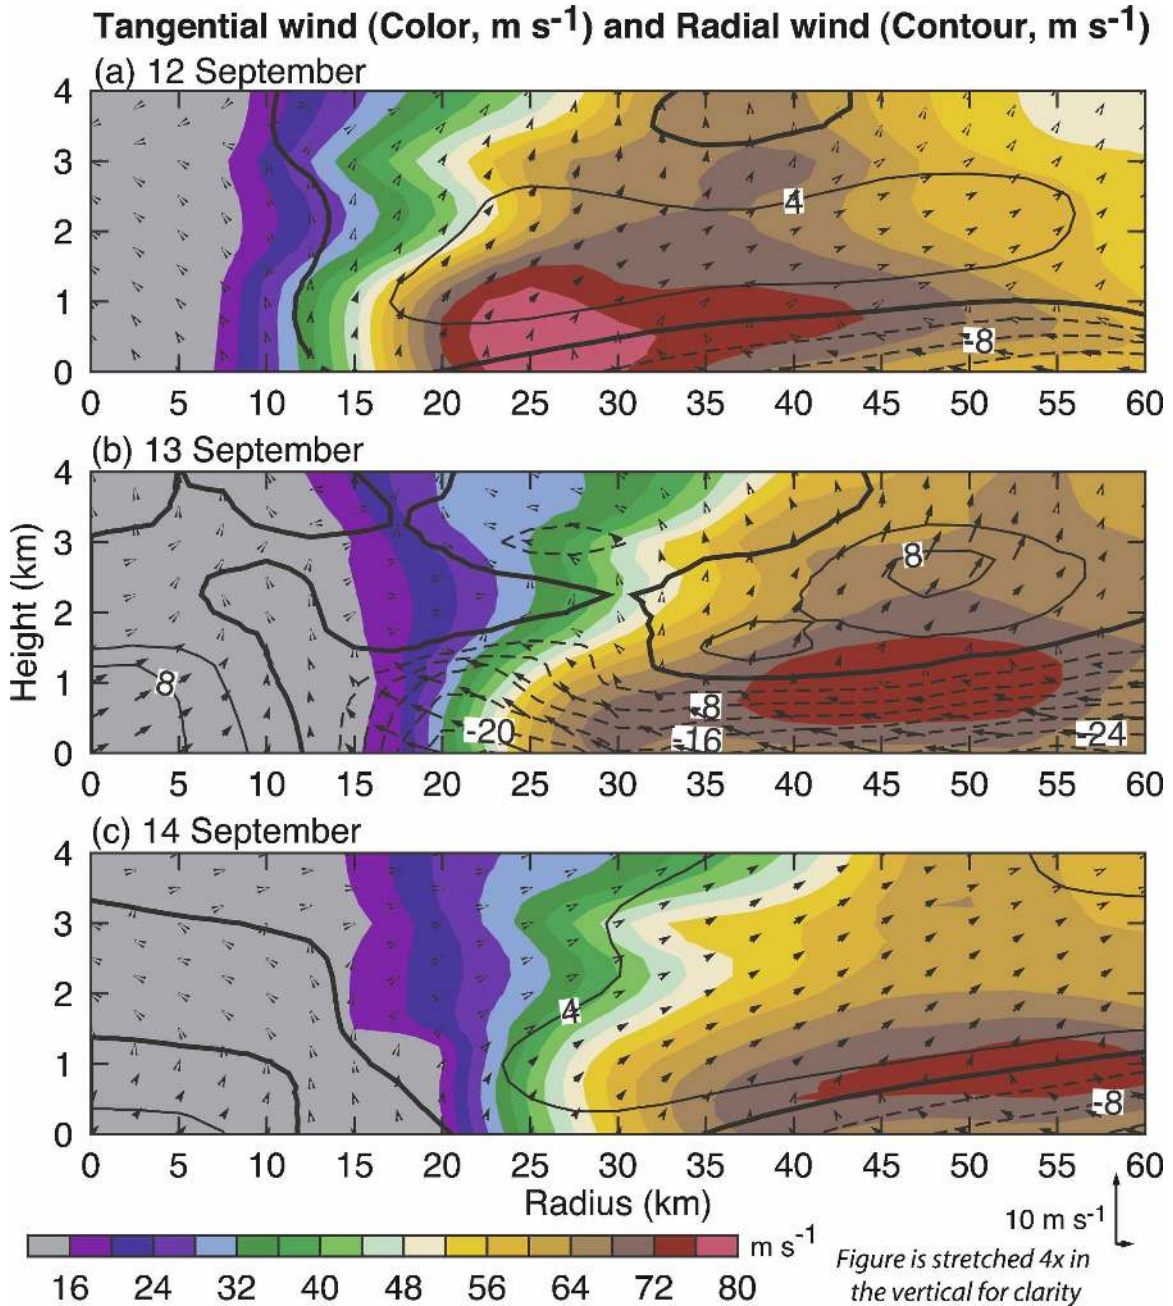 Tangential wind (Color, m s-1) and Radial wind (Contour, m s-1)
(a) 12 September
4
3
2
1
0
4
-8
0 5 10 15 20 25 30 35 40 45 50 55 60
(b) 13 September
4
3
2
1
0
Height (km)
8
8
-8
-20
-16
-24
0 5 10 15 20 25 30 35 40 45 50 55 60
(c) 14 September
4
3
2
1
0
4
-8
0 5 10 15 20 25 30 35 40 45 50 55 60
Radius (km)
10 m s-1
m s-1
16 24 32 40 48 56 64 72 80
Figure is stretched 4x in
the vertical for clarity